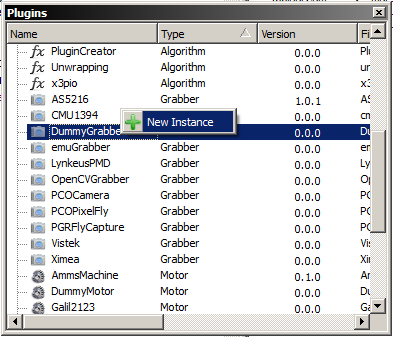 Plugins
Name Type Version Fi
PluginCreator Algorithm 0.0.0 Plu
Unwrapping Algorithm 0.0.0 un
x3pio Algorithm 0.0.0 x3
AS5216 Grabber 1.0.1 AS
CMU1394 0.0.0 CM
New Instance
DummyGrabber 0.0.0 Du
emuGrabber Grabber 0.0.0 em
LynkeusPMD Grabber 0.0.0 Ly
OpenCVGrabber Grabber 0.0.0 Op
PCOCamera Grabber 0.0.0 PC
PCOPixelFly Grabber 0.0.0 PC
PGRFlyCapture Grabber 0.0.0 PG
Vistek Grabber 0.0.0 Vis
Ximea Grabber 0.0.0 Xir
AmmsMachine Motor 0.1.0 Am
DummyMotor Motor 0.0.0 Du
Galil2123 Motor 0.0.0 Ga